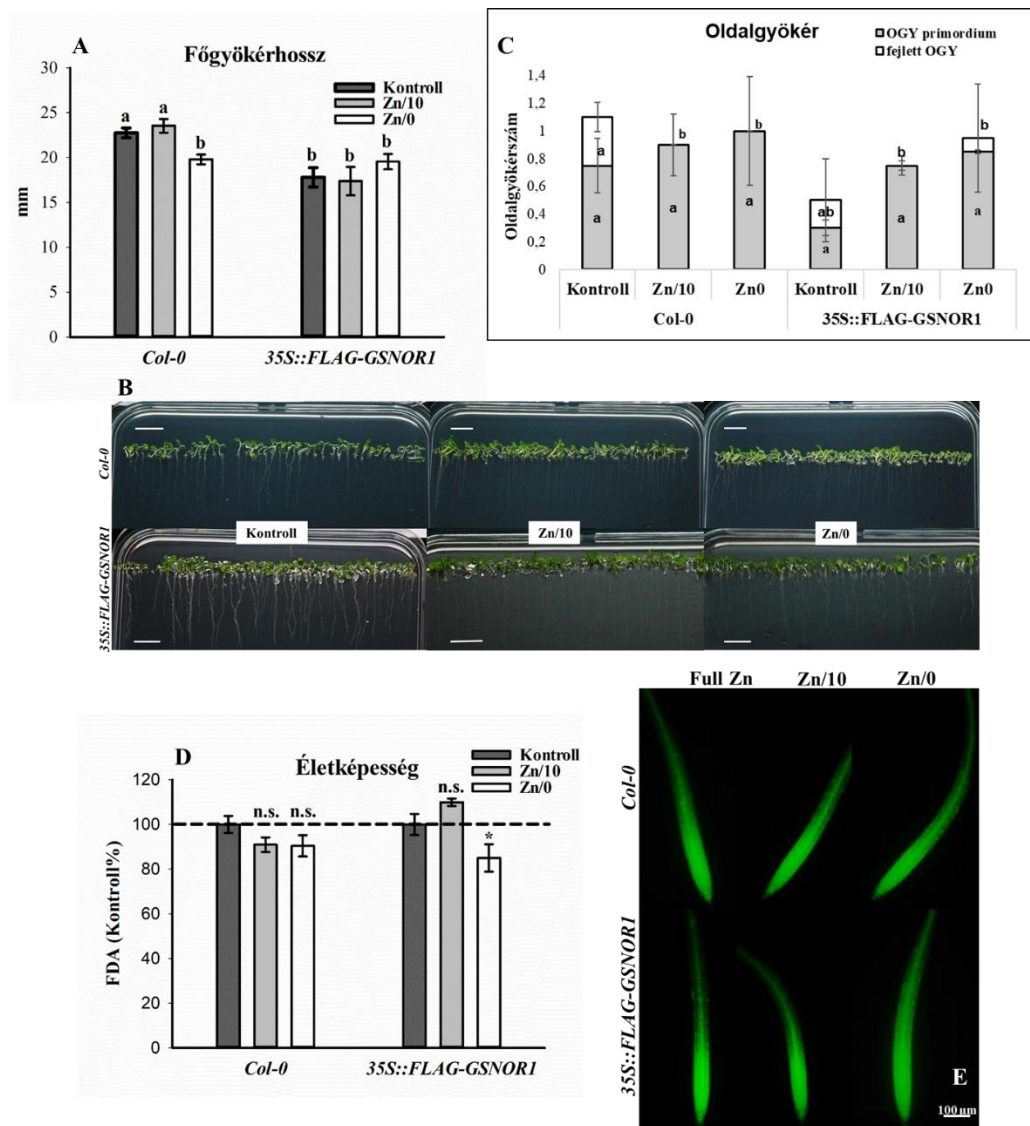 A
Főgyökérhossz
Kontroll
Zn/10
Zn/0
mm
30
25
20
15
10
5
0
a
a
b
b
b
b
Col-0
35S::FLAG-GSNOR1
C
Oldalgyökér
OGY primordium
fejlett OGY
Oldalgyökérszám
1,4
1,2
1
0,8
0,6
0,4
0,2
0
a
a
b
a
b
a
ab
a
b
a
b
a
Kontroll Zn/10 Zn0 Kontroll Zn/10 Zn0
Col-0 35S::FLAG-GSNOR1
B
Col-0
35S::FLAG-GSNOR1
Kontroll
Zn/10
Zn/0
D
Életképesség
Kontroll
Zn/10
Zn/0
FDA (Kontroll%)
120
100
80
60
40
20
0
n.s. n.s. n.s. *
Col-0
35S::FLAG-GSNOR1
Full Zn Zn/10 Zn/0
Col-0
35S::FLAG-GSNOR1
E
100 µm